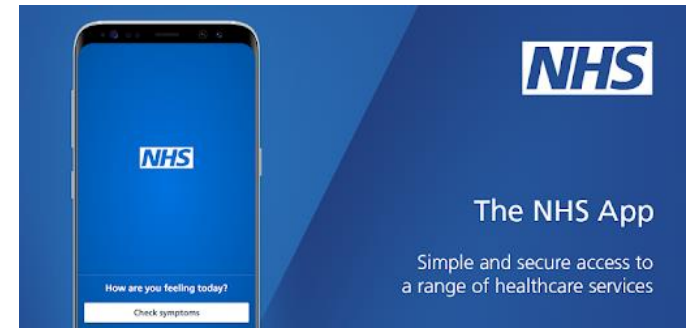 NHS
How are you feeling today?
Check symptoms
NHS
The NHS App
Simple and secure access to
a range of healthcare services